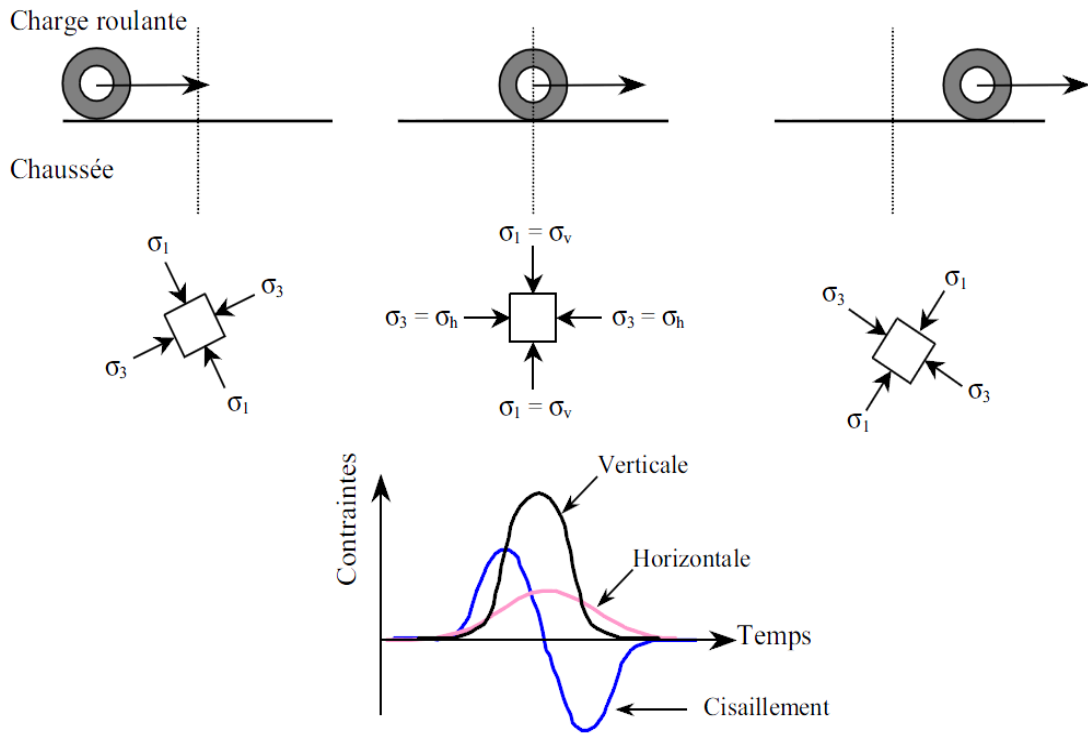 Charge roulante
Chaussée
σ1
σ3
σ3
σ1
σ1 = σv
σ3 = σh
σ3 = σh
σ1 = σv
σ3
σ1
σ1
σ3
Contraintes
Verticale
Horizontale
Temps
Cisaillement